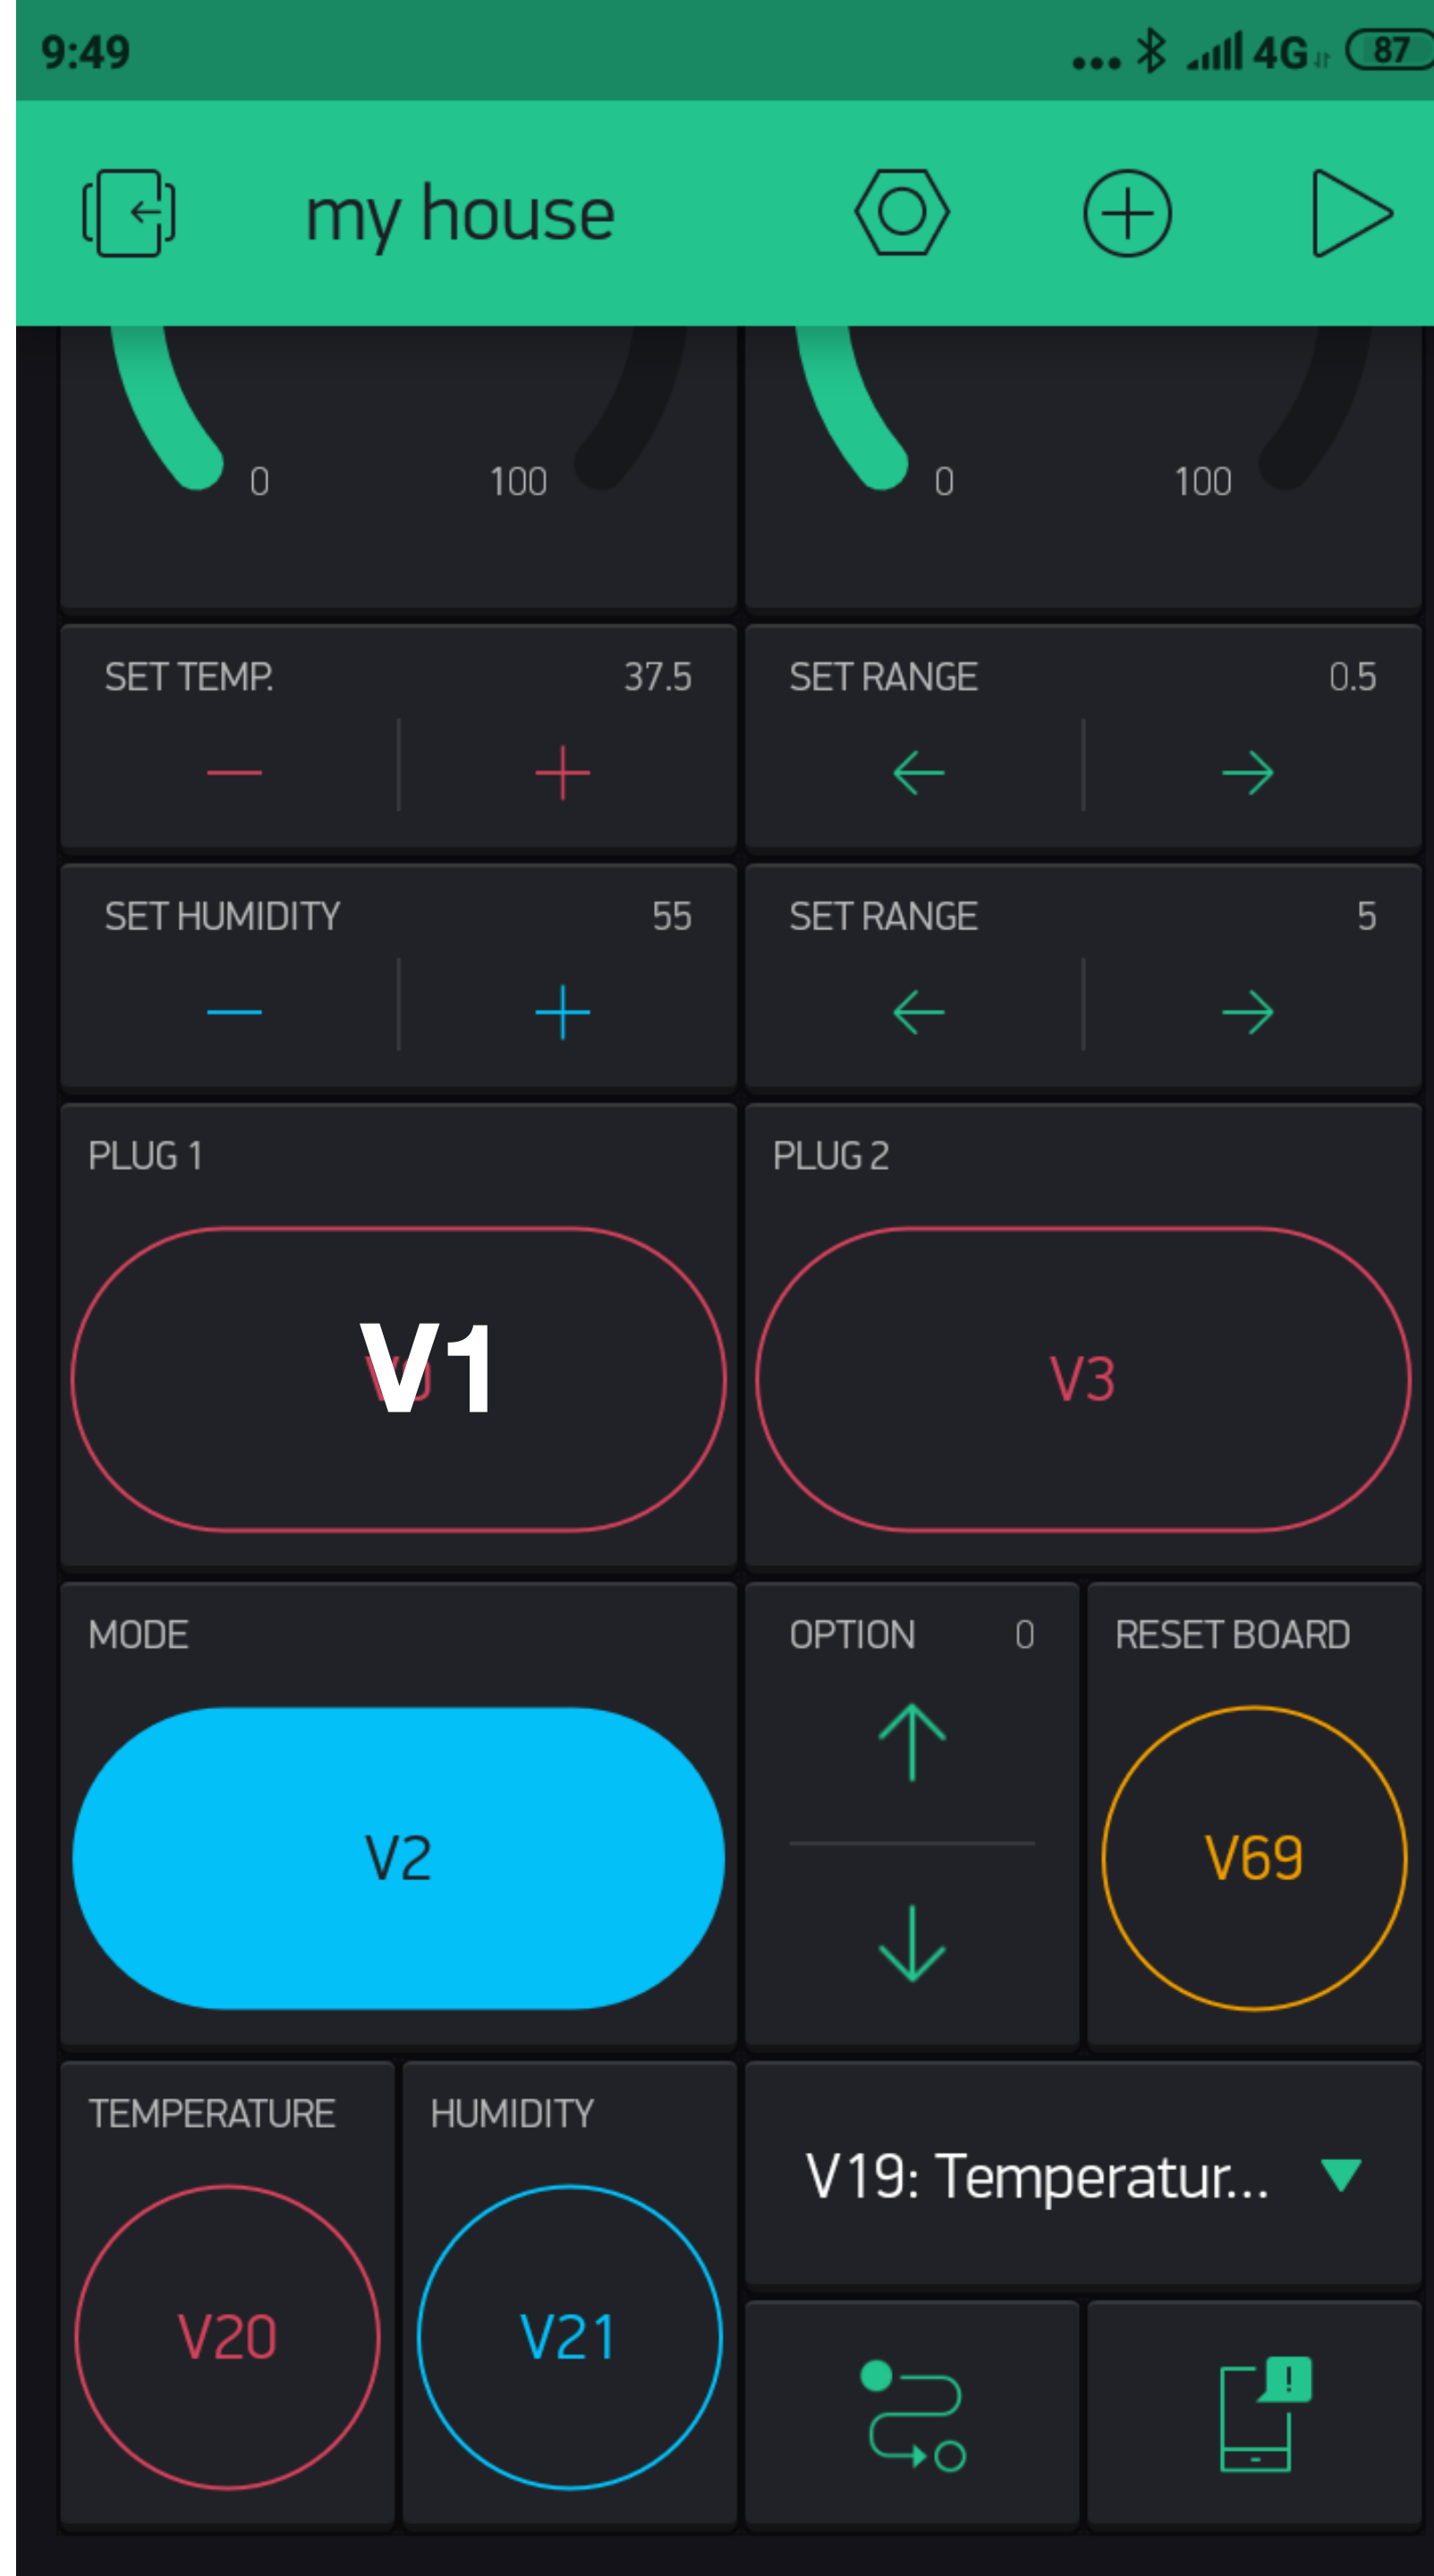 9:49 4G 87
my house
0 100 0 100
SET TEMP. 37.5 SET RANGE 0.5
SET HUMIDITY 55 SET RANGE 5
PLUG 1 PLUG 2
V1 V3
MODE OPTION 0 RESET BOARD
V2 V69
TEMPERATURE HUMIDITY
V19: Temperatur...
V20 V21